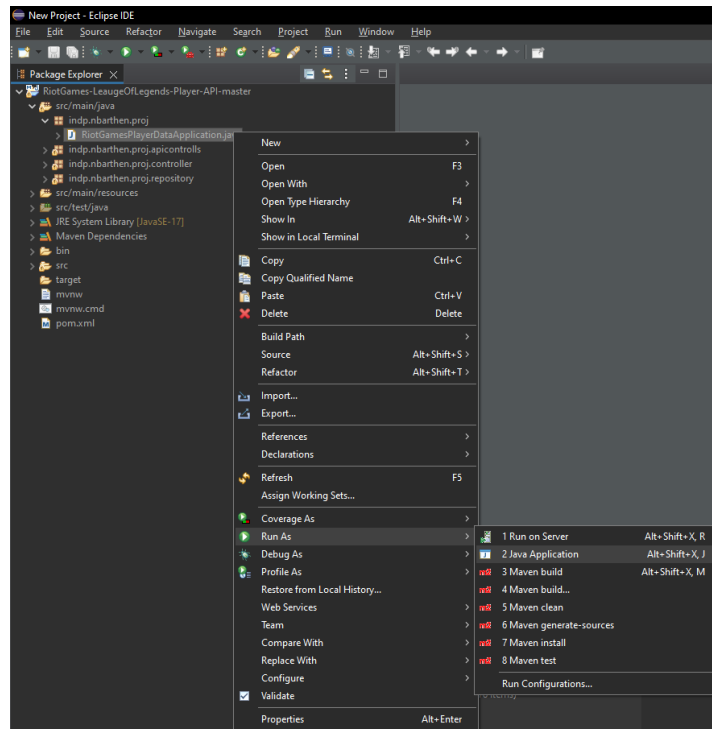 New Project - Eclipse IDE
File Edit Source Refactor Navigate Search Project Run Window Help
Package Explorer
RiotGames-LeaugeOfLegends-Player-API-master
src/main/java
indp.nbarthen.proj
RiotGamesPlayerDataApplication.jav
indp.nbarthen.proj.apicontrolls
indp.nbarthen.proj.controller
indp.nbarthen.proj.repository
src/main/resources
src/test/java
JRE System Library [JavaSE-17]
Maven Dependencies
bin
src
target
mvnw
mvnw.cmd
pom.xml
New
Open F3
Open With
Open Type Hierarchy F4
Show In Alt+Shift+W
Show in Local Terminal
Copy Ctrl+C
Copy Qualified Name
Paste Ctrl+V
Delete Delete
Build Path
Source Alt+Shift+S
Refactor Alt+Shift+T
Import...
Export...
References
Declarations
Refresh F5
Assign Working Sets...
Coverage As
Run As
Debug As
Profile As
Restore from Local History...
Web Services
Team
Compare With
Replace With
Configure
Validate
Properties Alt+Enter
1 Run on Server Alt+Shift+X, R
2 Java Application Alt+Shift+X, J
3 Maven build Alt+Shift+X, M
4 Maven build...
5 Maven clean
6 Maven generate-sources
7 Maven install
8 Maven test
Run Configurations...